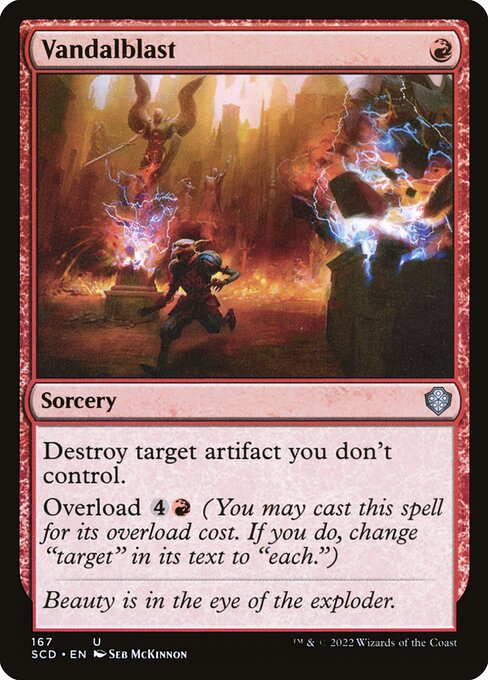 Vandalblast
Sorcery
Destroy target artifact you don't
control.
Overload 4 (You may cast this spell
for its overload cost. If you do, change
"target" in its text to "each.")
Beauty is in the eye of the exploder.
167 U
SCD • EN Seb McKinnon
™ & © 2022 Wizards of the Coast